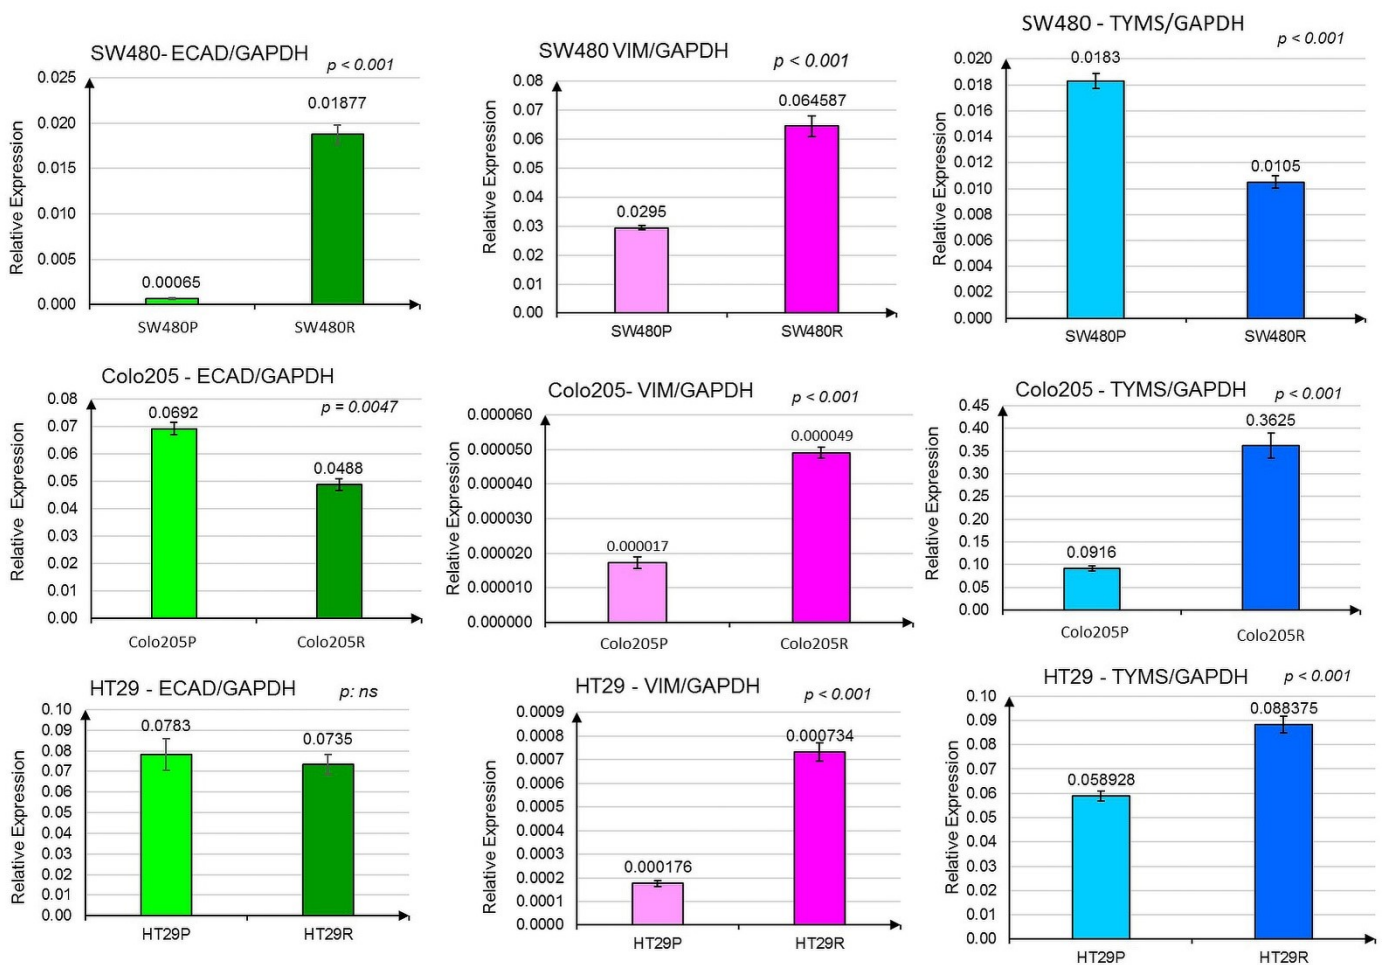 SW480- ECAD/GAPDH
p < 0.001
Relative Expression
0.025
0.020
0.015
0.010
0.005
0.000
0.00065
0.01877
SW480P
SW480R
SW480 VIM/GAPDH
p < 0.001
Relative Expression
0.08
0.07
0.06
0.05
0.04
0.03
0.02
0.01
0.00
0.0295
0.064587
SW480P
SW480R
SW480 - TYMS/GAPDH
p < 0.001
Relative Expression
0.020
0.018
0.016
0.014
0.012
0.010
0.008
0.006
0.004
0.002
0.000
0.0183
0.0105
SW480P
SW480R
Colo205 - ECAD/GAPDH
p = 0.0047
Relative Expression
0.08
0.07
0.06
0.05
0.04
0.03
0.02
0.01
0.00
0.0692
0.0488
Colo205P
Colo205R
Colo205- VIM/GAPDH
p < 0.001
Relative Expression
0.000060
0.000050
0.000040
0.000030
0.000020
0.000010
0.000000
0.000017
0.000049
Colo205P
Colo205R
Colo205 - TYMS/GAPDH
p < 0.001
Relative Expression
0.45
0.40
0.35
0.30
0.25
0.20
0.15
0.10
0.05
0.00
0.0916
0.3625
Colo205P
Colo205R
HT29 - ECAD/GAPDH
p: ns
Relative Expression
0.10
0.09
0.08
0.07
0.06
0.05
0.04
0.03
0.02
0.01
0.00
0.0783
0.0735
HT29P
HT29R
HT29 - VIM/GAPDH
p < 0.001
Relative Expression
0.0009
0.0008
0.0007
0.0006
0.0005
0.0004
0.0003
0.0002
0.0001
0.0000
0.000176
0.000734
HT29P
HT29R
HT29 - TYMS/GAPDH
p < 0.001
Relative Expression
0.10
0.09
0.08
0.07
0.06
0.05
0.04
0.03
0.02
0.01
0.00
0.058928
0.088375
HT29P
HT29R